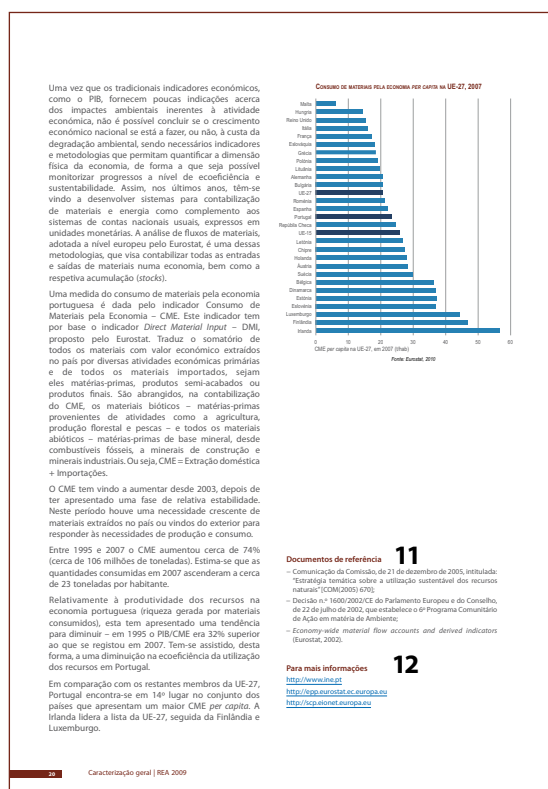 Uma vez que os tradicionais indicadores económicos,
como o PIB, fornecem poucas indicações acerca
dos impactes ambientais inerentes à atividade
económica, não é possível concluir se o crescimento
económico nacional se está a fazer, ou não, à custa da
degradação ambiental, sendo necessários indicadores
e metodologias que permitam quantificar a dimensão
física da economia, de forma a que seja possível
monitorizar progressos a nível de ecoeficiência e
sustentabilidade. Assim, nos últimos anos, têm-se
vindo a desenvolver sistemas para contabilização
de materiais e energia como complemento aos
sistemas de contas nacionais usuais, expressos em
unidades monetárias. A análise de fluxos de materiais,
adotada a nível europeu pelo Eurostat, é uma dessas
metodologias, que visa contabilizar todas as entradas
e saídas de materiais numa economia, bem como a
respetiva acumulação (stocks).
Uma medida do consumo de materiais pela economia
portuguesa é dada pelo indicador Consumo de
Materiais pela Economia – CME. Este indicador tem
por base o indicador Direct Material Input – DMI,
proposto pelo Eurostat. Traduz o somatório de
todos os materiais com valor económico extraídos
no país por diversas atividades económicas primárias
e de todos os materiais importados, sejam
eles matérias-primas, produtos semi-acabados ou
produtos finais. São abrangidos, na contabilização
do CME, os materiais bióticos – matérias-primas
provenientes de atividades como a agricultura,
produção florestal e pescas – e todos os materiais
abióticos – matérias-primas de base mineral, desde
combustíveis fósseis, a minerais de construção e
minerais industriais. Ou seja, CME = Extração doméstica
+ Importações.
O CME tem vindo a aumentar desde 2003, depois de
ter apresentado uma fase de relativa estabilidade.
Neste período houve uma necessidade crescente de
materiais extraídos no país ou vindos do exterior para
responder às necessidades de produção e consumo.
Entre 1995 e 2007 o CME aumentou cerca de 74%
(cerca de 106 milhões de toneladas). Estima-se que as
quantidades consumidas em 2007 ascenderam a cerca
de 23 toneladas por habitante.
Relativamente à produtividade dos recursos na
economia portuguesa (riqueza gerada por materiais
consumidos), esta tem apresentado uma tendência
para diminuir – em 1995 o PIB/CME era 32% superior
ao que se registou em 2007. Tem-se assistido, desta
forma, a uma diminuição na ecoeficiência da utilização
dos recursos em Portugal.
Em comparação com os restantes membros da UE-27,
Portugal encontra-se em 14º lugar no conjunto dos
países que apresentam um maior CME per capita. A
Irlanda lidera a lista da UE-27, seguida da Finlândia e
Luxemburgo.
CONSUMO DE MATERIAIS PELA ECONOMIA PER CAPITA NA UE-27, 2007
Malta
Hungria
Reino Unido
Itália
França
Eslováquia
Grécia
Polónia
Lituânia
Alemanha
Bulgária
UE-27
Roménia
Espanha
Portugal
República Checa
UE-15
Letónia
Chipre
Holanda
Áustria
Suécia
Bélgica
Dinamarca
Estónia
Eslovénia
Luxemburgo
Finlândia
Irlanda
0 10 20 30 40 50 60
CME per capita na UE-27, em 2007 (t/hab)
Fonte: Eurostat, 2010
Documentos de referência 11
– Comunicação da Comissão, de 21 de dezembro de 2005, intitulada:
"Estratégia temática sobre a utilização sustentável dos recursos
naturais" [COM(2005) 670];
– Decisão n.º 1600/2002/CE do Parlamento Europeu e do Conselho,
de 22 de julho de 2002, que estabelece o 6º Programa Comunitário
de Ação em matéria de Ambiente;
– Economy-wide material flow accounts and derived indicators
(Eurostat, 2002).
Para mais informações 12
http://www.ine.pt
http://epp.eurostat.ec.europa.eu
http://scp.eionet.europa.eu
20 Caracterização geral | REA 2009